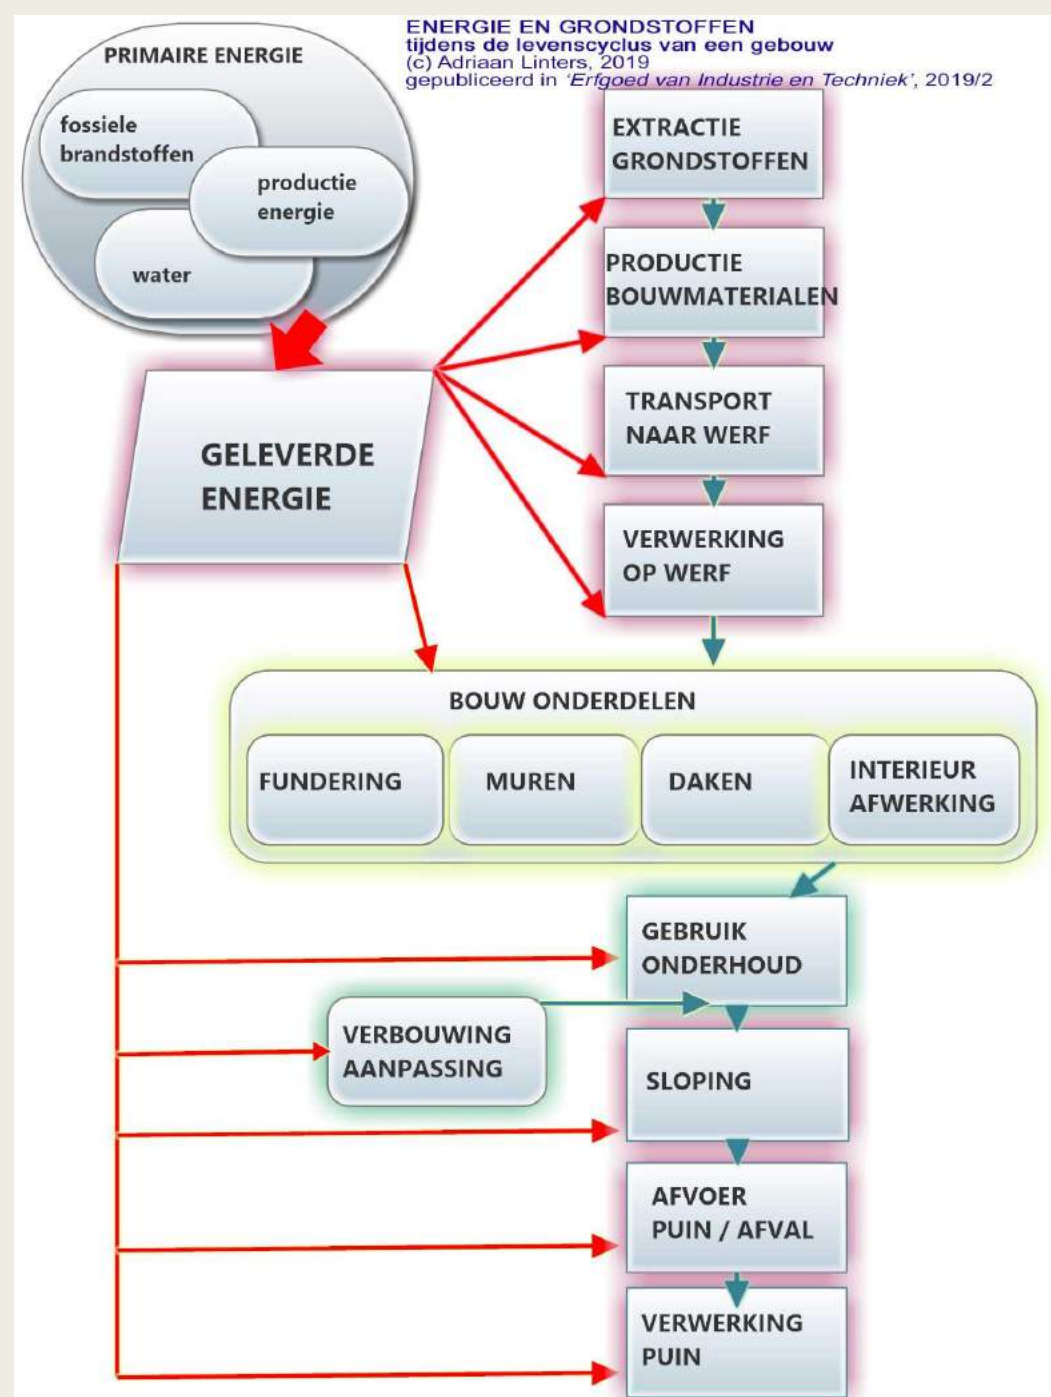 ENERGIE EN GRONDSTOFFEN
tijdens de levenscyclus van een gebouw
(c) Adriaan Linters, 2019
gepubliceerd in 'Erfgoed van Industrie en Techniek', 2019/2
PRIMAIRE ENERGIE
fossiele
brandstoffen
productie
energie
water
GELEVERDE
ENERGIE
EXTRACTIE
GRONDSTOFFEN
PRODUCTIE
BOUWMATERIALEN
TRANSPORT
NAAR WERF
VERWERKING
OP WERF
BOUW ONDERDELEN
FUNDERING
MUREN
DAKEN
INTERIEUR
AFWERKING
GEBRUIK
ONDERHOUD
VERBOUWING
AANPASSING
SLOPING
AFVOER
PUIN / AFVAL
VERWERKING
PUIN